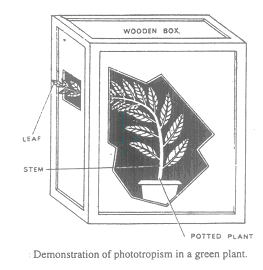 WOODEN BOX.
LEAF
STEM
POTTED PLANT
Demonstration of phototropism in a green plant.